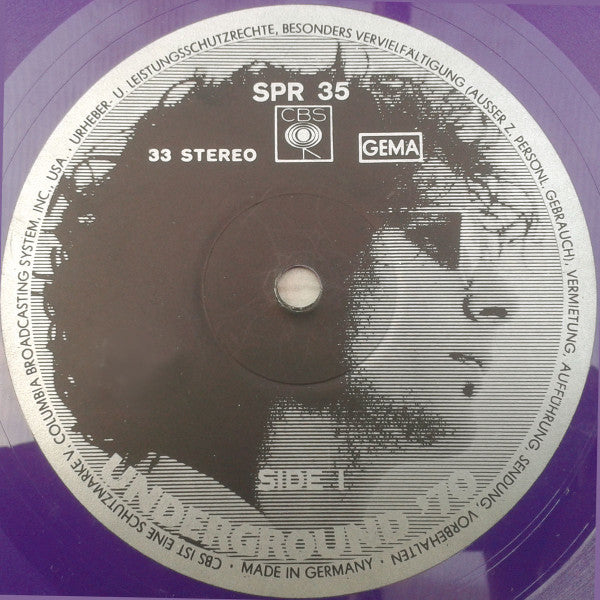 SPR 35
CBS
33 STEREO
GEMA
SIDE 1
UNDERGROUND '70
CBS IST EINE SCHUTZMARKE V. COLUMBIA BROADCASTING SYSTEM, INC. USA · URHEBER- U. LEISTUNGSSCHUTZRECHTE, BESONDERS VERVIELFÄLTIGUNG (AUSSER Z. PERSÖNL. GEBRAUCH), VERMIETUNG, AUFFÜHRUNG, SENDUNG, VORBEHALTEN · MADE IN GERMANY ·